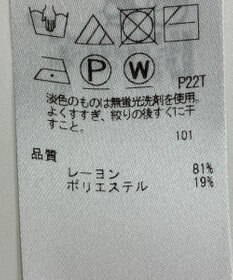 P
W
P22T
淡色のものは無蛍光洗剤を使用。
よくすすぎ、絞りの後すぐに干
すこと。
101
品質
レーヨン 81%
ポリエステル 19%